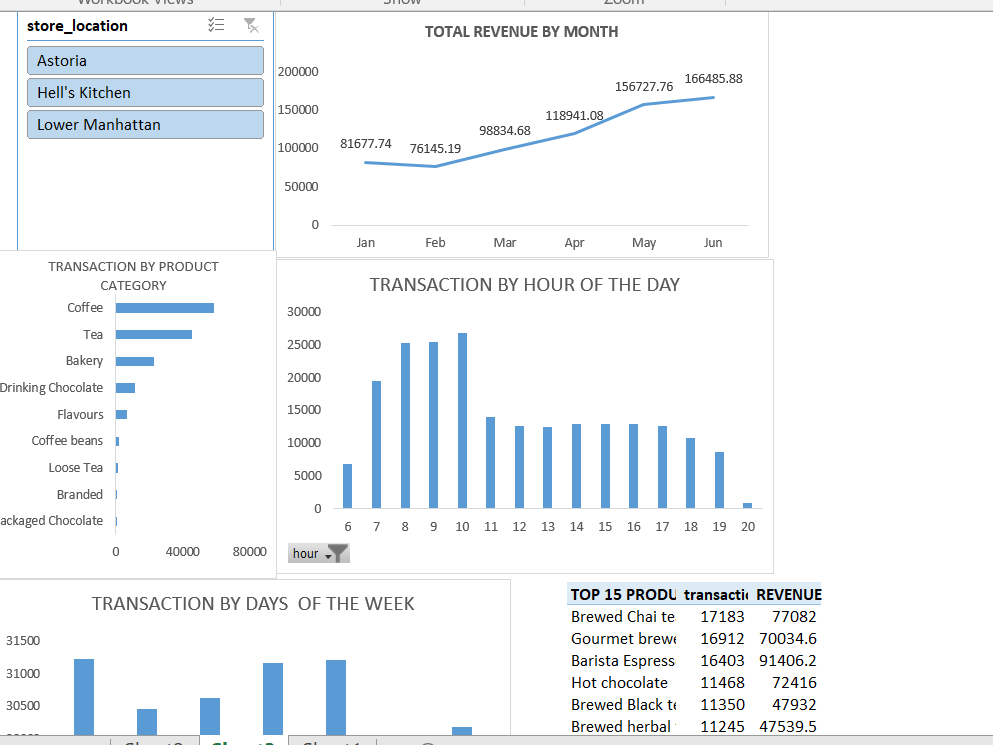 Workbook Views Show Zoom
store_location
Astoria
Hell's Kitchen
Lower Manhattan
TOTAL REVENUE BY MONTH
200000
150000
100000
50000
0
81677.74 76145.19 98834.68 118941.08 156727.76 166485.88
Jan Feb Mar Apr May Jun
TRANSACTION BY PRODUCT
CATEGORY
Coffee
Tea
Bakery
Drinking Chocolate
Flavours
Coffee beans
Loose Tea
Branded
ackaged Chocolate
0 40000 80000
TRANSACTION BY HOUR OF THE DAY
30000
25000
20000
15000
10000
5000
0
6 7 8 9 10 11 12 13 14 15 16 17 18 19 20
hour
TRANSACTION BY DAYS OF THE WEEK
31500
31000
30500
TOP 15 PRODU transactio REVENUE
Brewed Chai te 17183 77082
Gourmet brewe 16912 70034.6
Barista Espress 16403 91406.2
Hot chocolate 11468 72416
Brewed Black te 11350 47932
Brewed herbal 11245 47539.5